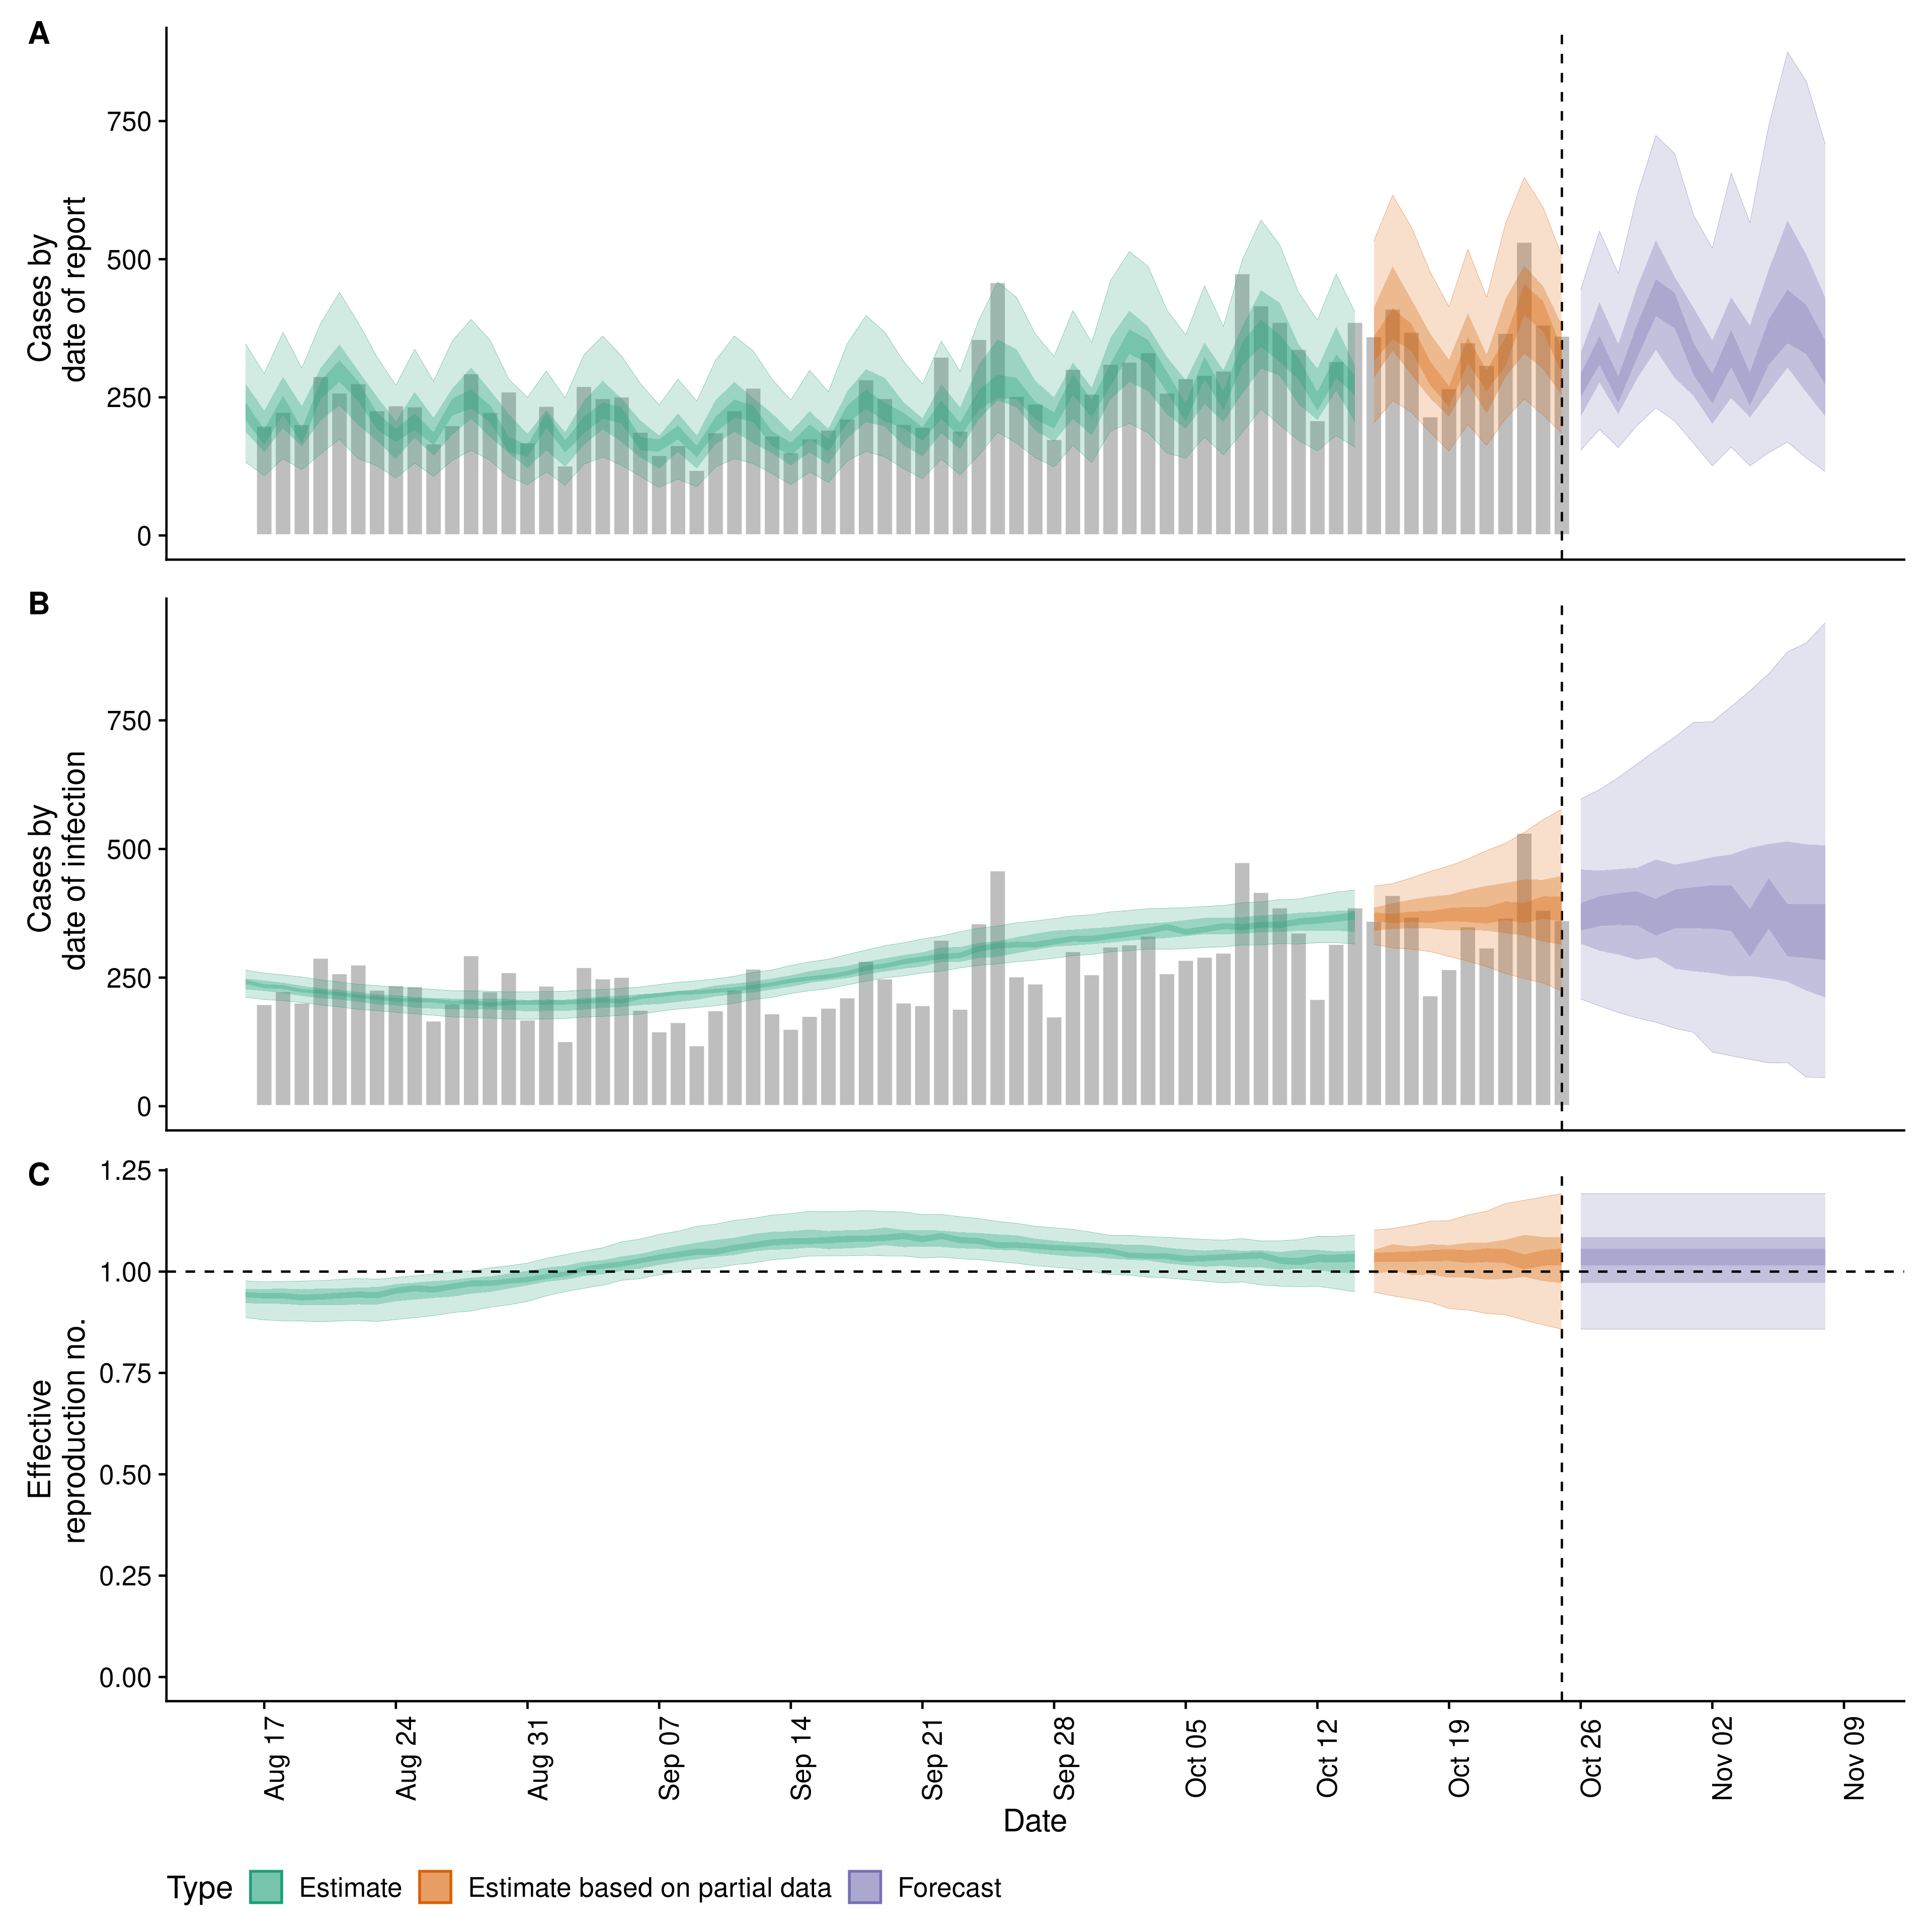 A
Cases by
date of report
750
500
250
0
B
Cases by
date of infection
750
500
250
0
C
Effective
reproduction no.
1.25
1.00
0.75
0.50
0.25
0.00
Aug 17
Aug 24
Aug 31
Sep 07
Sep 14
Sep 21
Sep 28
Oct 05
Oct 12
Oct 19
Oct 26
Nov 02
Nov 09
Date
Type Estimate Estimate based on partial data Forecast